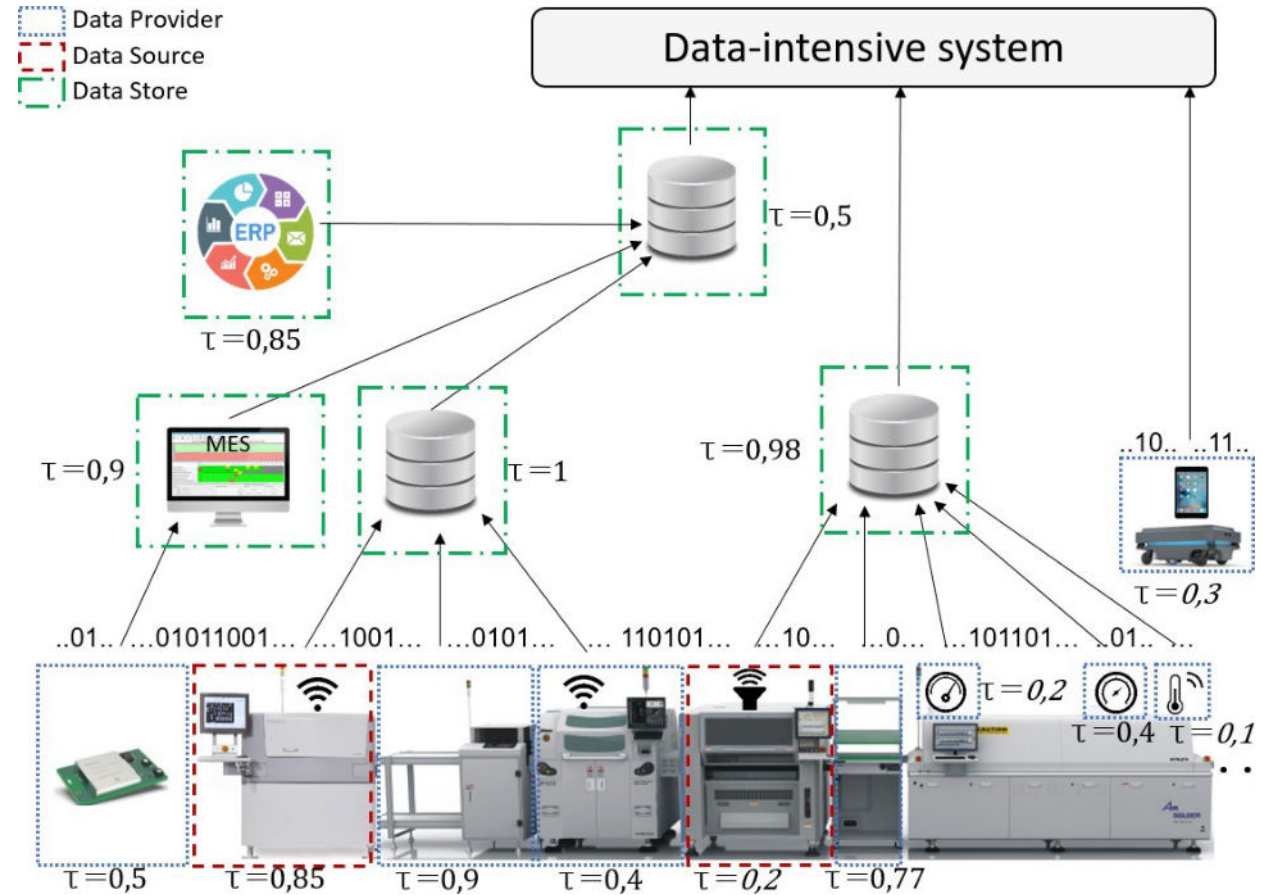 Data Provider
Data Source
Data Store
Data-intensive system
ERP
τ=0,5
τ=0,85
MES
τ=0,9
τ=1
τ=0,98
..10.. ..11..
τ=0,3
..01.. ...01011001... ...1001... ...0101... ... 110101... ...10... ...0... ...101101... ...01... ...
τ=0,2
τ=0,4
τ=0,1
...
SOLDER
τ=0,5
τ=0,85
τ=0,9
τ=0,4
τ=0,2
τ=0,77